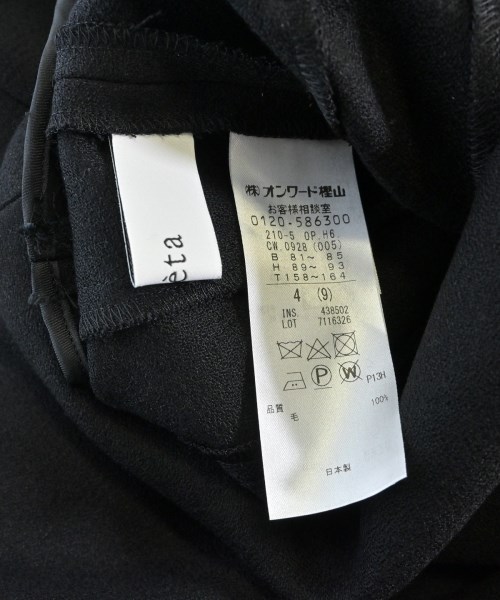 êta
㈱オンワード樫山
お客様相談室
0120-586300
210-5 OP.H6
CW.0928 (005)
B 81～ 85
H 89～ 93
T158～164
4 (9)
INS. 438502
LOT 7116326
P W P13H
品質
毛 100%
日本製